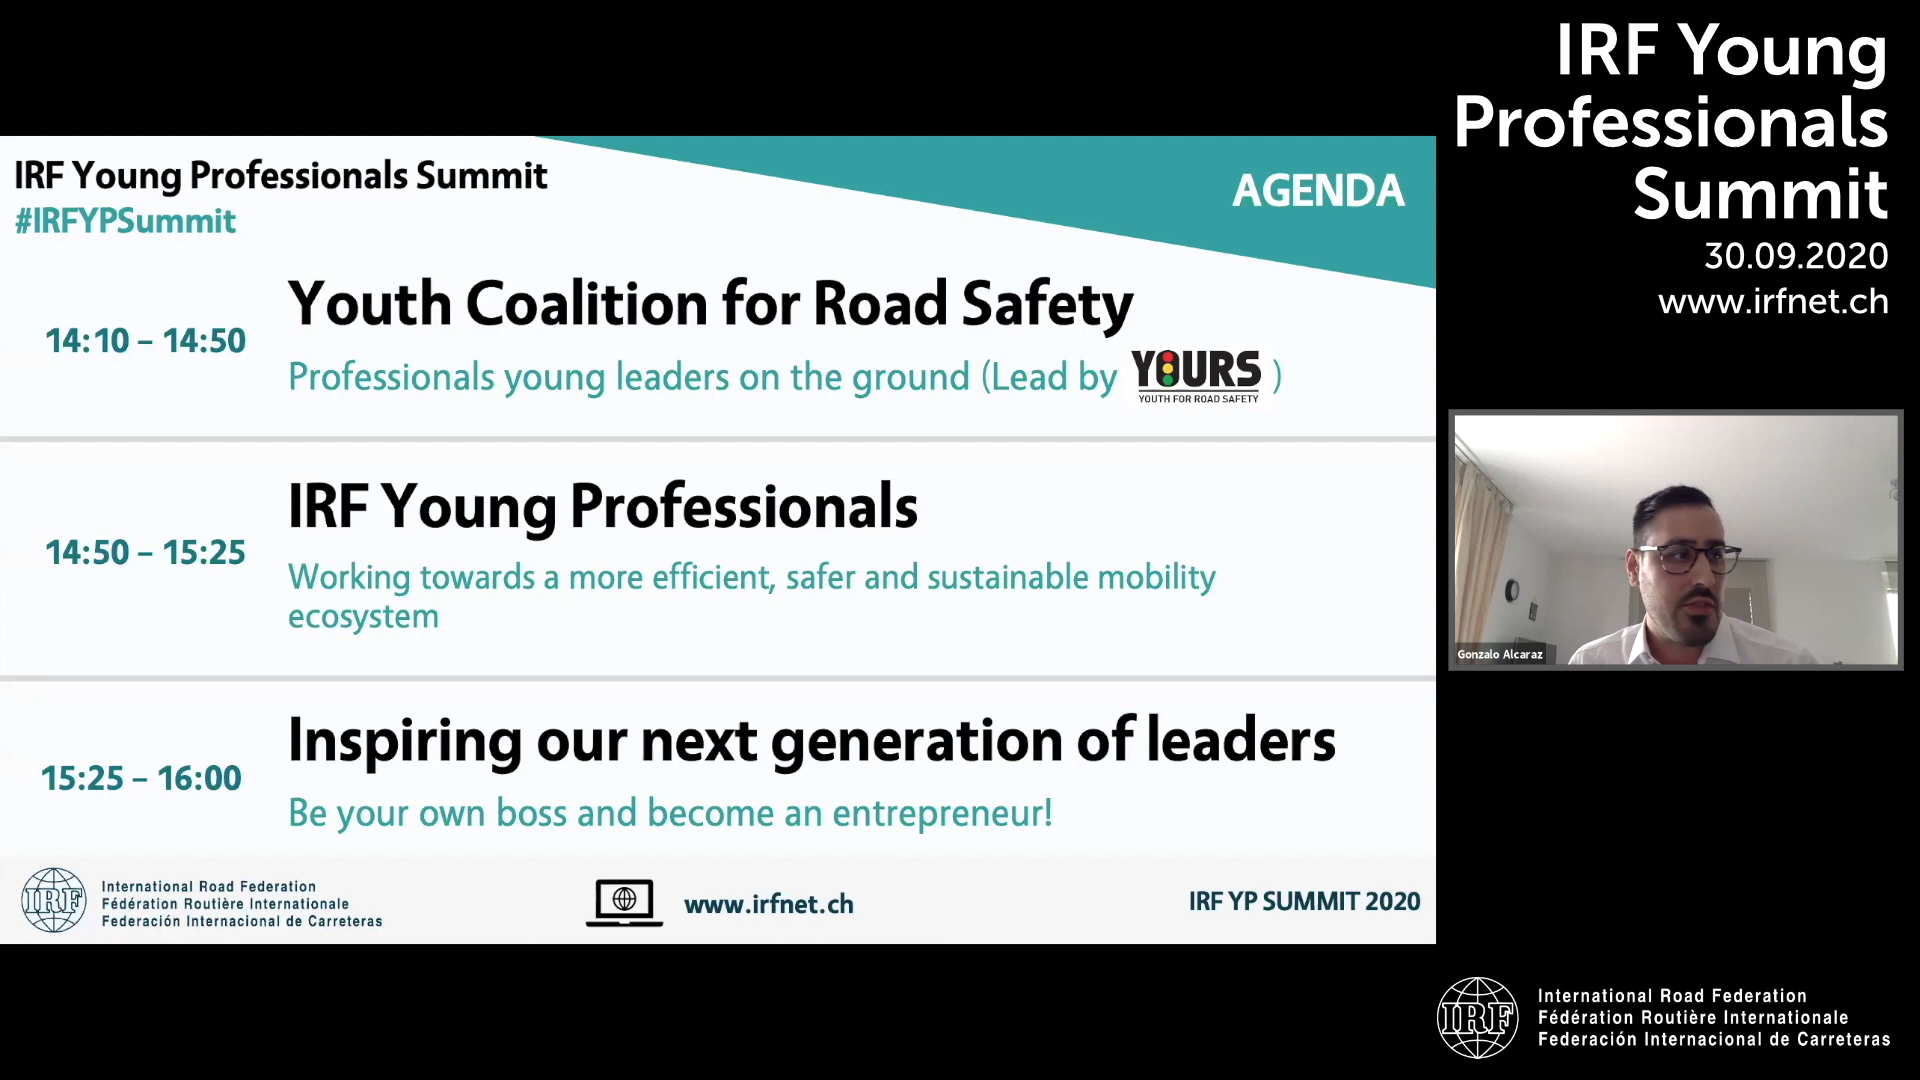 IRF Young
Professionals
Summit
30.09.2020
www.irfnet.ch
IRF Young Professionals Summit
#IRFYPSummit
AGENDA
14:10 – 14:50
Youth Coalition for Road Safety
Professionals young leaders on the ground (Lead by YOURS )
YOUTH FOR ROAD SAFETY
14:50 – 15:25
IRF Young Professionals
Working towards a more efficient, safer and sustainable mobility
ecosystem
15:25 – 16:00
Inspiring our next generation of leaders
Be your own boss and become an entrepreneur!
IRF
International Road Federation
Fédération Routière Internationale
Federación Internacional de Carreteras
www.irfnet.ch
IRF YP SUMMIT 2020
Gonzalo Alcaraz
IRF
International Road Federation
Fédération Routière Internationale
Federación Internacional de Carreteras